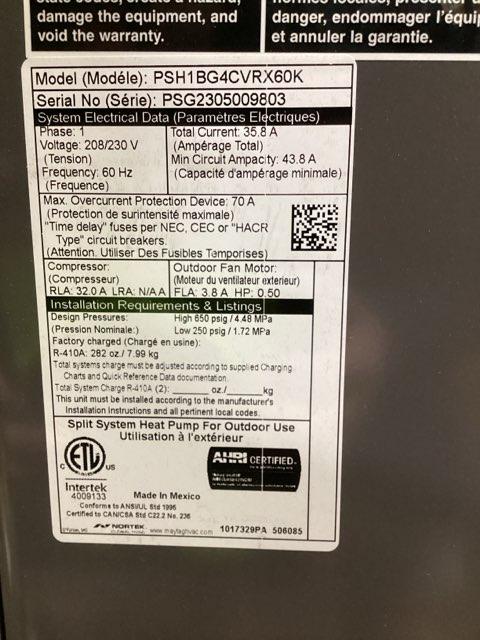 damage the equipment, and
void the warranty.
danger, endommager l'équi
et annuler la garantie.
Model (Modéle): PSH1BG4CVRX60K
Serial No (Série): PSG2305009803
System Electrical Data (Paramètres Électriques)
Phase: 1
Voltage: 208/230 V
(Tension)
Frequency: 60 Hz
(Frequence)
Total Current: 35.8 A
(Ampérage Total)
Min Circuit Ampacity: 43.8 A
(Capacité d'ampérage minimale)
Max. Overcurrent Protection Device: 70 A
(Protection de surintensité maximale)
"Time delay" fuses per NEC, CEC or "HACR
Type" circuit breakers.
(Attention. Utiliser Des Fusibles Temporises)
Compressor:
(Compresseur)
RLA: 32.0 A LRA: N/A A
Outdoor Fan Motor:
(Moteur du ventilateur exterieur)
FLA: 3.8 A HP: 0.50
Installation Requirements & Listings
Design Pressures: High 650 psig / 4.48 MPa
(Pression Nominale:) Low 250 psig / 1.72 MPa
Factory charged (Chargé en usine):
R-410A: 282 oz./ 7.99 kg
Total systems charge must be adjusted according to supplied Charging
Charts and Quick Reference Data documentation.
Total System Charge R-410A (2): ______ oz./______kg
This unit must be installed according to the manufacturer's
Installation Instructions and all pertinent local codes.
Split System Heat Pump For Outdoor Use
Utilisation à l'extérieur
C ETL US
Intertek
4009133
AHRI CERTIFIED
Made In Mexico
Conforms to ANSI/UL Std 1995
Certified to CAN/CSA Std C22.2 No. 236
NORTEK
www.maytaghvac.com
1017329PA 506085